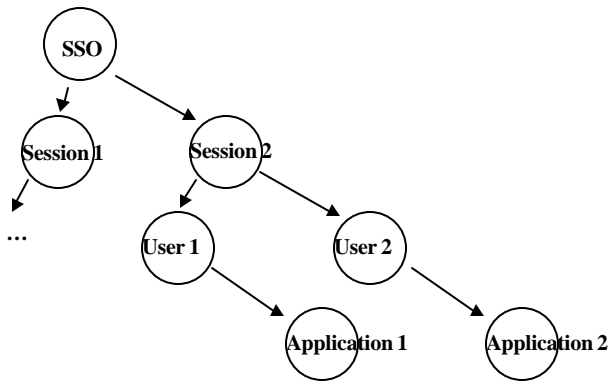 SSO
Session 1
Session 2
...
User 1
User 2
Application 1
Application 2